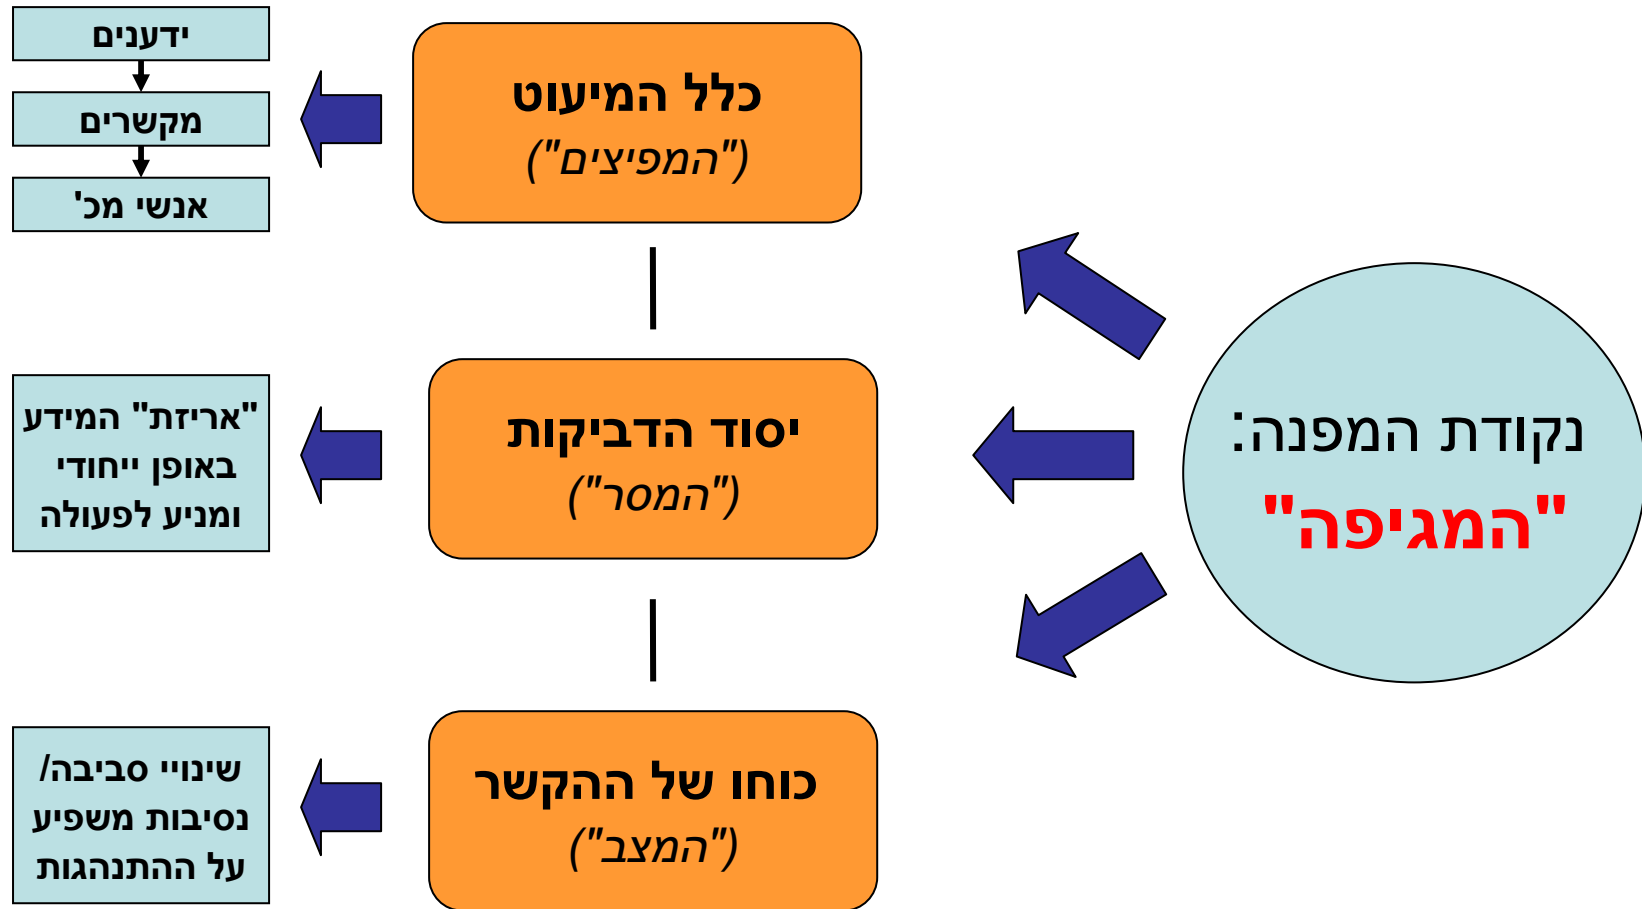 נקודת המפנה:
"המגיפה"
כלל המיעוט
("המפיצים")
ידענים
מקשרים
אנשי מכ'
יסוד הדביקות
("המסר")
"אריזת" המידע
באופן ייחודי
ומניע לפעולה
כוחו של ההקשר
("המצב")
שינויי סביבה/
נסיבות משפיע
על ההתנהגות